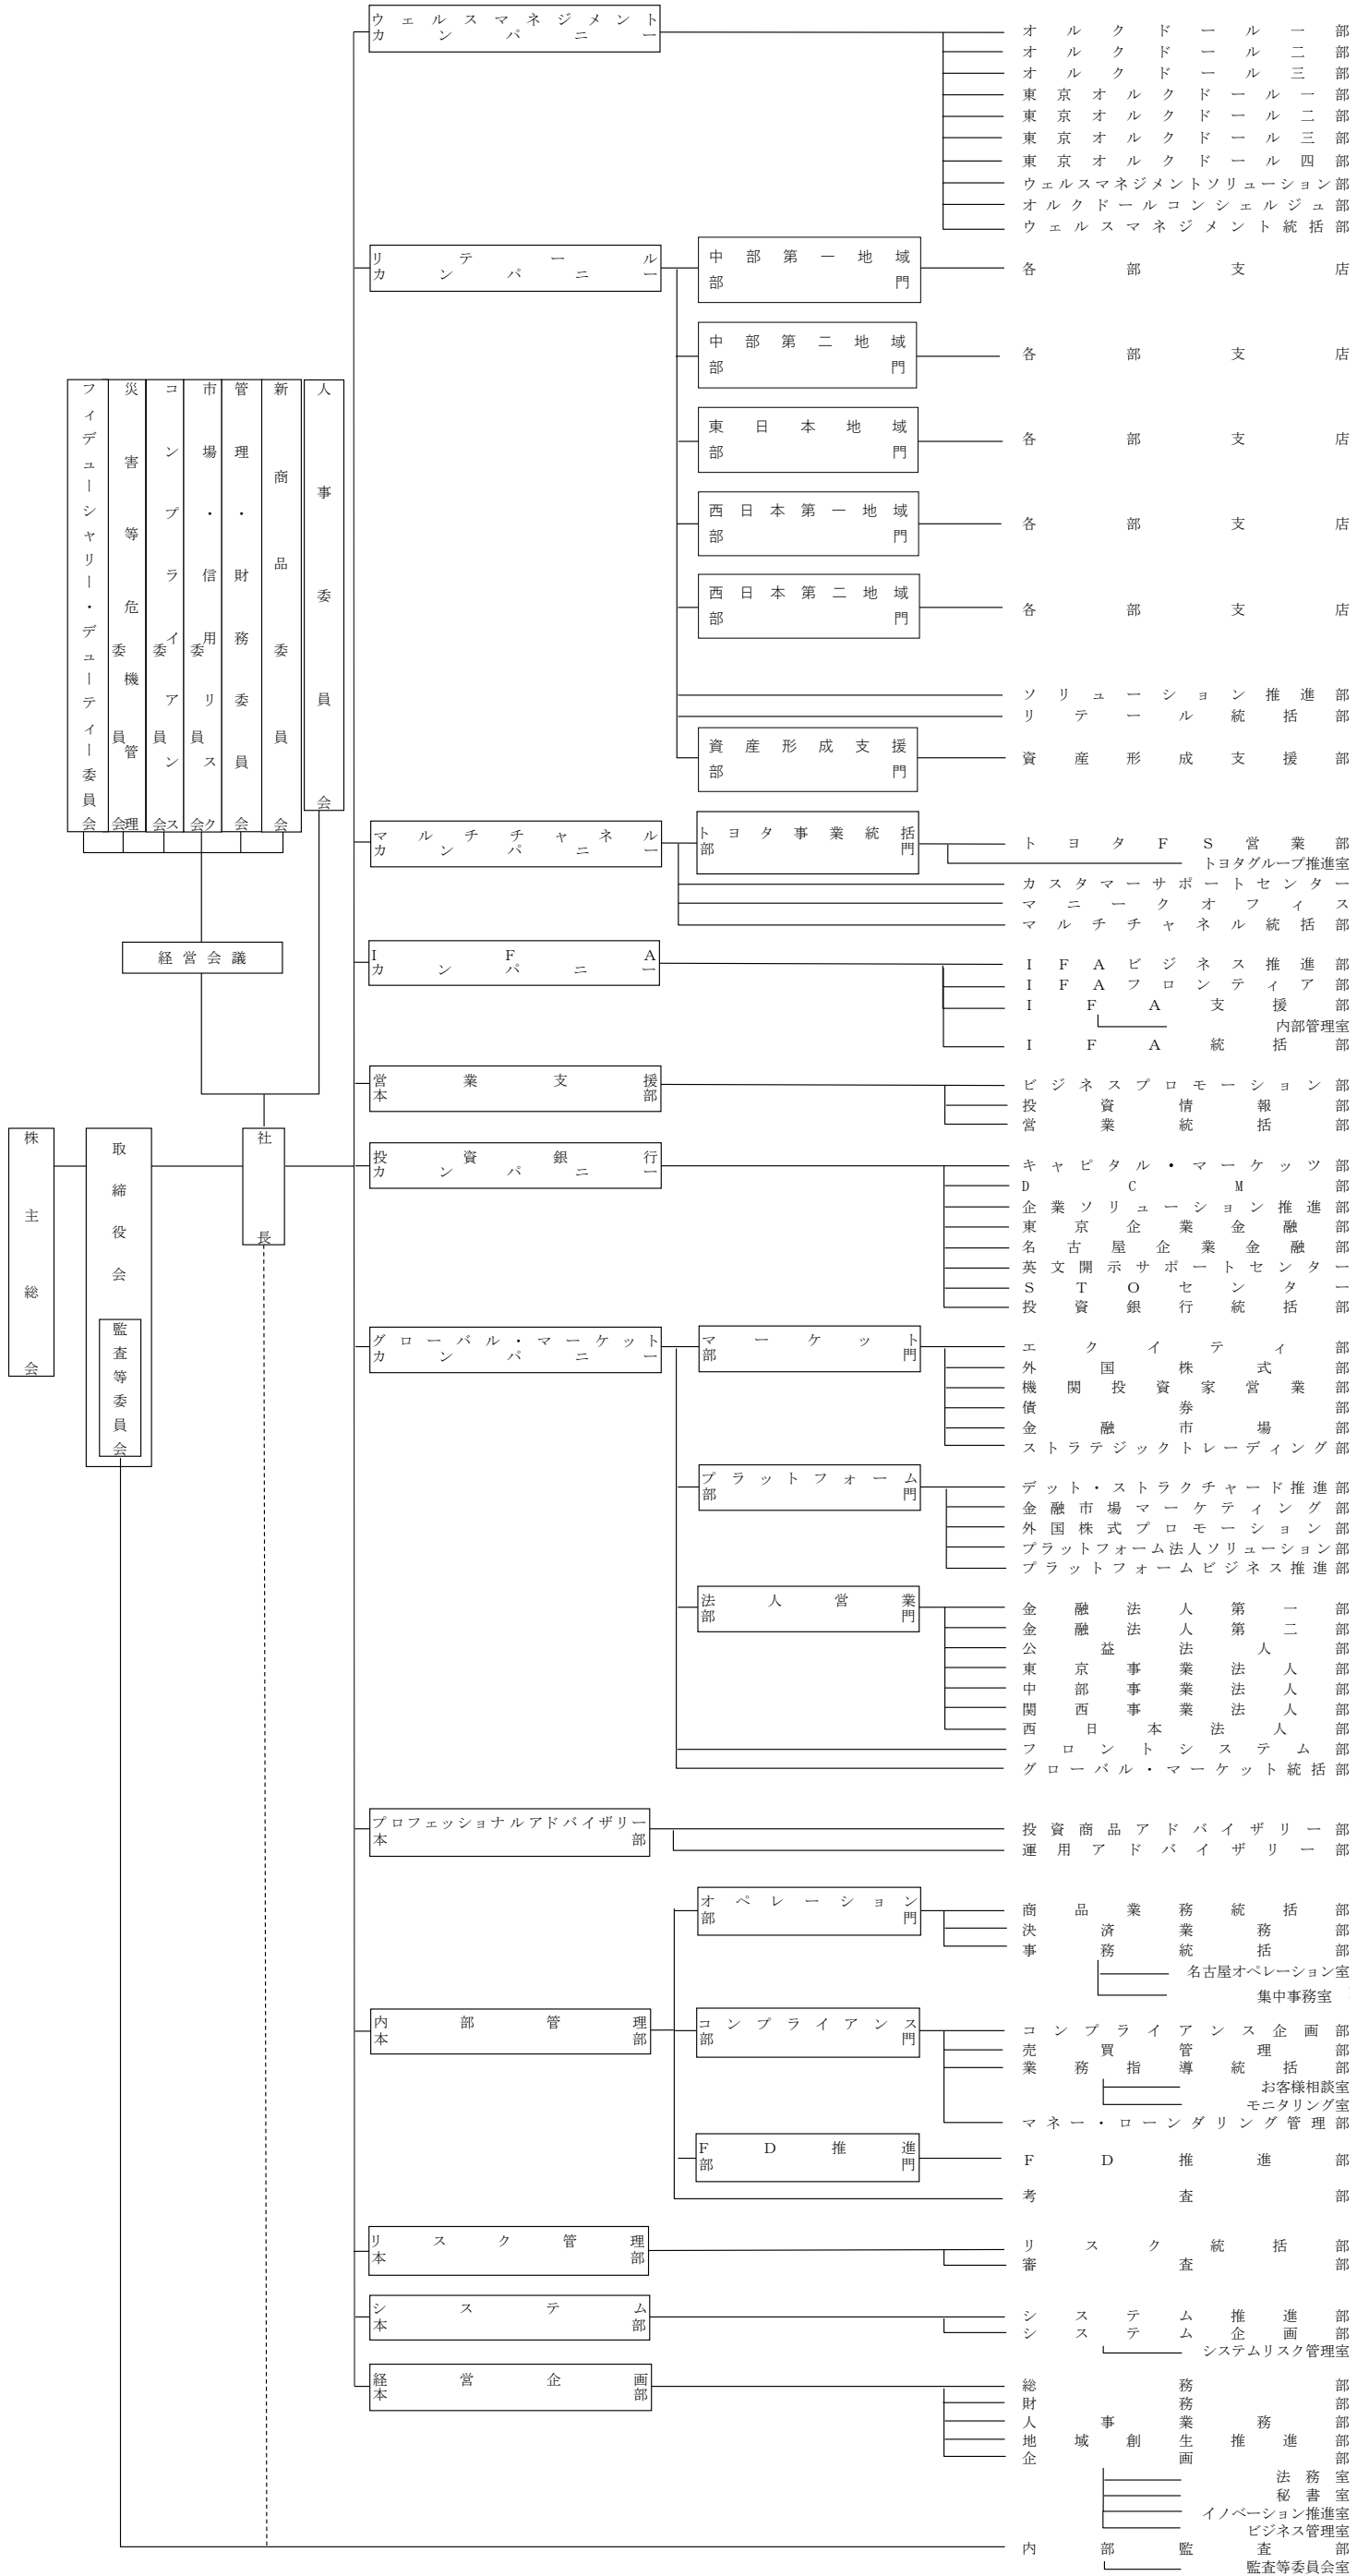 ウェルスマネジメント
カンパニー
オルクドール一部
オルクドール二部
オルクドール三部
東京オルクドール一部
東京オルクドール二部
東京オルクドール三部
東京オルクドール四部
ウェルスマネジメントソリューション部
オルクドールコンシェルジュ部
ウェルスマネジメント統括部
リテール
カンパニー
中部第一地域
部門
各部支店
中部第二地域
部門
各部支店
東日本地域
部門
各部支店
西日本第一地域
部門
各部支店
西日本第二地域
部門
各部支店
ソリューション推進部
リテール統括部
資産形成支援
部門
資産形成支援部
フィデューシャリー・デューティー委員会
災害等危機管理
委員会
コンプライアンス
委員会
市場・信用リスク
委員会
管理・財務委員会
新商品委員会
人事委員会
マルチチャネル
カンパニー
トヨタ事業統括
部門
トヨタFS営業部
トヨタグループ推進室
カスタマーサポートセンター
マニークオフィス
マルチチャネル統括部
経営会議
IFA
カンパニー
IFAビジネス推進部
IFAフロンティア部
IFA支援部
内部管理室
IFA統括部
営業支援
本部
ビジネスプロモーション部
投資情報部
営業統括部
株主総会
取締役会
監査等委員会
社長
投資銀行
カンパニー
キャピタル・マーケッツ部
DCM部
企業ソリューション推進部
東京企業金融部
名古屋企業金融部
英文開示サポートセンター
STOセンター
投資銀行統括部
グローバル・マーケット
カンパニー
マーケット
部門
エクイティ部
外国株式部
機関投資家営業部
債券部
金融市場部
ストラテジックトレーディング部
プラットフォーム
部門
デット・ストラクチャード推進部
金融市場マーケティング部
外国株式プロモーション部
プラットフォーム法人ソリューション部
プラットフォームビジネス推進部
法人営業
部門
金融法人第一部
金融法人第二部
公益法人部
東京事業法人部
中部事業法人部
関西事業法人部
西日本法人部
フロントシステム部
グローバル・マーケット統括部
プロフェッショナルアドバイザリー
本部
投資商品アドバイザリー部
運用アドバイザリー部
内部管理
本部
オペレーション
部門
商品業務統括部
決済業務部
事務統括部
名古屋オペレーション室
集中事務室
コンプライアンス
部門
コンプライアンス企画部
売買管理部
業務指導統括部
お客様相談室
モニタリング室
マネー・ローンダリング管理部
FD推進
部門
FD推進部
考査部
リスク管理
本部
リスク統括部
審査部
システム
本部
システム推進部
システム企画部
システムリスク管理室
経営企画
本部
総務部
財務部
人事業務部
地域創生推進部
企画部
法務室
秘書室
イノベーション推進室
ビジネス管理室
内部監査部
監査等委員会室